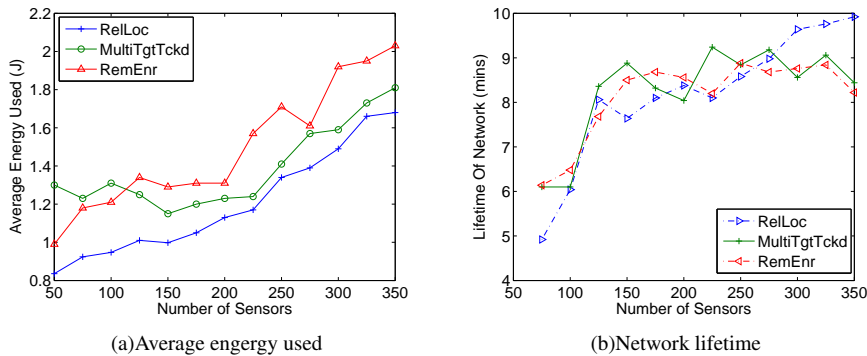 2.2
2
1.8
1.6
1.4
1.2
1
0.8
50 100 150 200 250 300 350
Average Energy Used (J)
Number of Sensors
RelLoc
MultiTgtTckd
RemEnr
(a)Average engergy used
10
9
8
7
6
5
4
50 100 150 200 250 300 350
Lifetime Of Network (mins)
Number of Sensors
RelLoc
MultiTgtTckd
RemEnr
(b)Network lifetime